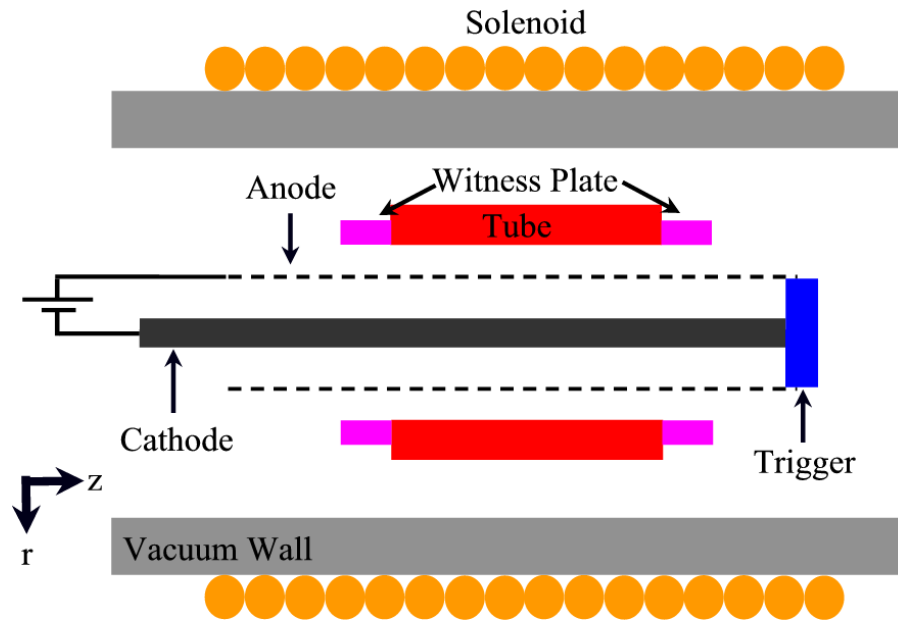 Solenoid
Anode
Witness Plate
Tube
Cathode
Trigger
z
r
Vacuum Wall